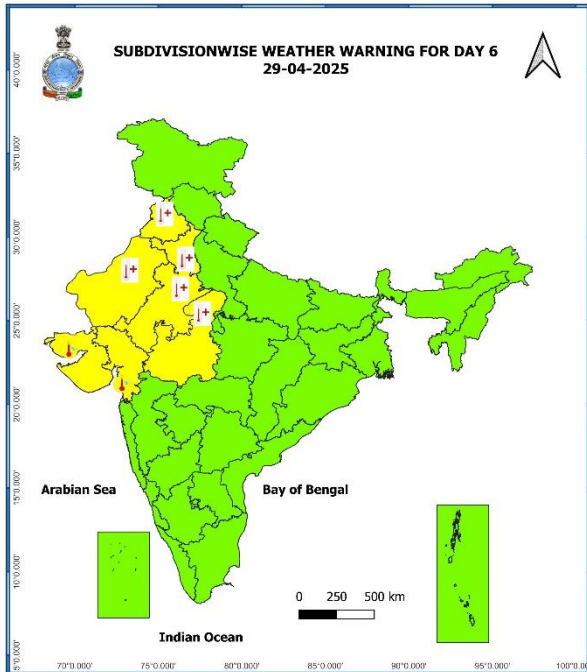 SUBDIVISIONWISE WEATHER WARNING FOR DAY 6
29-04-2025
40°0.000'
35°0.000'
30°0.000'
25°0.000'
20°0.000'
15°0.000'
10°0.000'
5°0.000'
Arabian Sea
Bay of Bengal
0 250 500 km
Indian Ocean
70°0.000' 75°0.000' 80°0.000' 85°0.000' 90°0.000' 95°0.000' 100°0.0